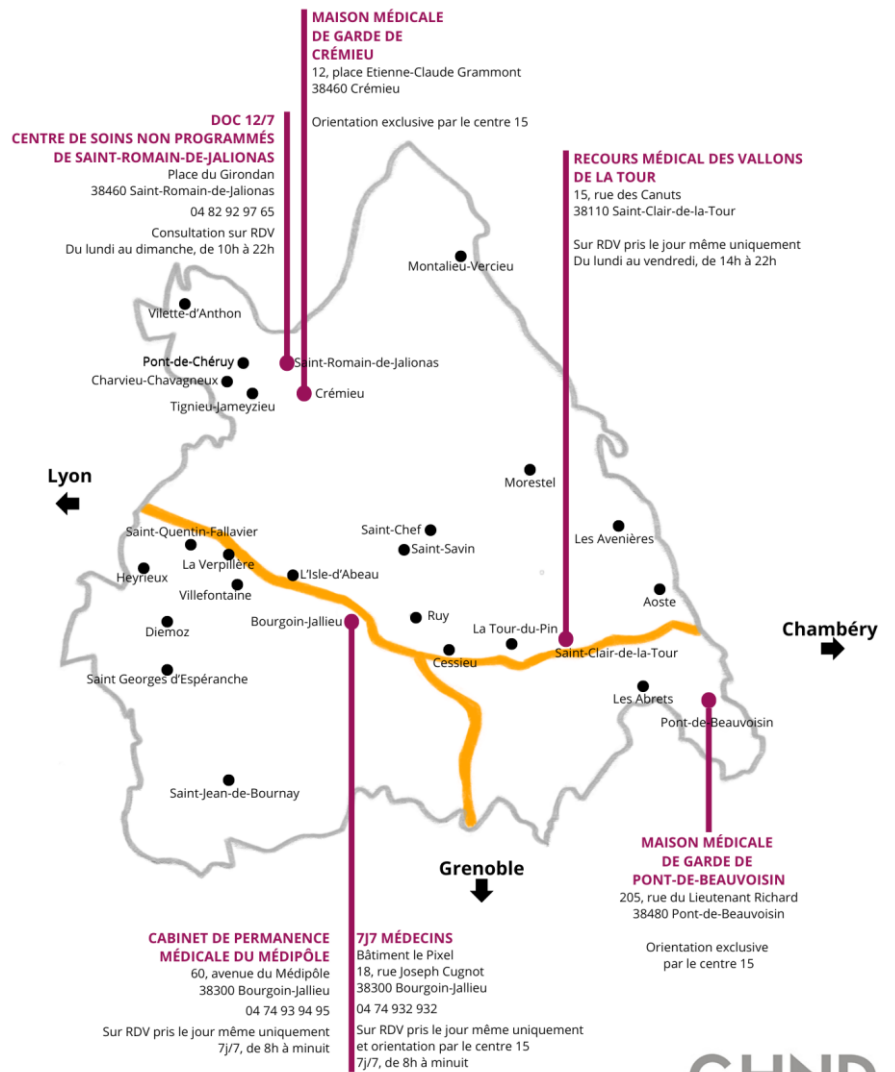 MAISON MÉDICALE
DE GARDE DE
CRÉMIEU
12, place Etienne-Claude Grammont
38460 Crémieu
Orientation exclusive par le centre 15
DOC 12/7
CENTRE DE SOINS NON PROGRAMMÉS
DE SAINT-ROMAIN-DE-JALIONAS
Place du Girondan
38460 Saint-Romain-de-Jalionas
04 82 92 97 65
Consultation sur RDV
Du lundi au dimanche, de 10h à 22h
RECOURS MÉDICAL DES VALLONS
DE LA TOUR
15, rue des Canuts
38110 Saint-Clair-de-la-Tour
Sur RDV pris le jour même uniquement
Du lundi au vendredi, de 14h à 22h
Montalieu-Vercieu
Vilette-d'Anthon
Pont-de-Chéruy
Saint-Romain-de-Jalionas
Charvieu-Chavagneux
Tignieu-Jameyzieu
Crémieu
Lyon
Morestel
Saint-Quentin-Fallavier
Saint-Chef
Les Avenières
La Verpillère
Saint-Savin
Heyrieux
L'Isle-d'Abeau
Villefontaine
Aoste
Diemoz
Bourgoin-Jallieu
Ruy
La Tour-du-Pin
Chambéry
Cessieu
Saint-Clair-de-la-Tour
Saint Georges d'Espéranche
Les Abrets
Pont-de-Beauvoisin
Saint-Jean-de-Bournay
Grenoble
MAISON MÉDICALE
DE GARDE DE
PONT-DE-BEAUVOISIN
205, rue du Lieutenant Richard
38480 Pont-de-Beauvoisin
Orientation exclusive
par le centre 15
CABINET DE PERMANENCE
MÉDICALE DU MÉDIPÔLE
60, avenue du Médipôle
38300 Bourgoin-Jallieu
04 74 93 94 95
Sur RDV pris le jour même uniquement
7j/7, de 8h à minuit
7J7 MÉDECINS
Bâtiment le Pixel
18, rue Joseph Cugnot
38300 Bourgoin-Jallieu
04 74 932 932
Sur RDV pris le jour même uniquement
et orientation par le centre 15
7j/7, de 8h à minuit